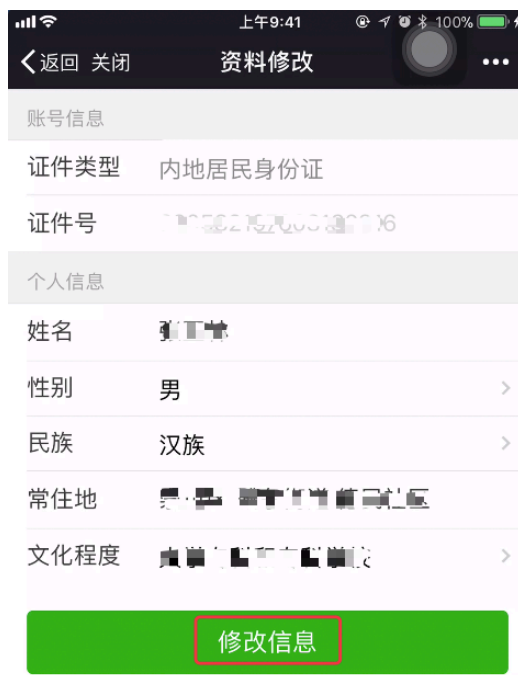 上午9:41 100%
返回 关闭 资料修改
账号信息
证件类型 内地居民身份证
证件号
个人信息
姓名
性别 男
民族 汉族
常住地 社区
文化程度
修改信息